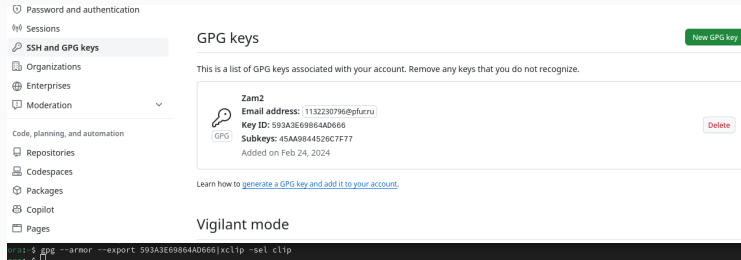 Password and authentication
Sessions
SSH and GPG keys
Organizations
Enterprises
Moderation
Code, planning, and automation
Repositories
Codespaces
Packages
Copilot
Pages
GPG keys
New GPG key
This is a list of GPG keys associated with your account. Remove any keys that you do not recognize.
Zam2
Email address: 1132230796@pfur.ru
GPG
Key ID: 593A3E69864AD666
Subkeys: 45AA9844526C7F77
Added on Feb 24, 2024
Delete
Learn how to generate a GPG key and add it to your account.
Vigilant mode
ora:~$ gpg --armor --export 593A3E69864AD666|xclip -sel clip